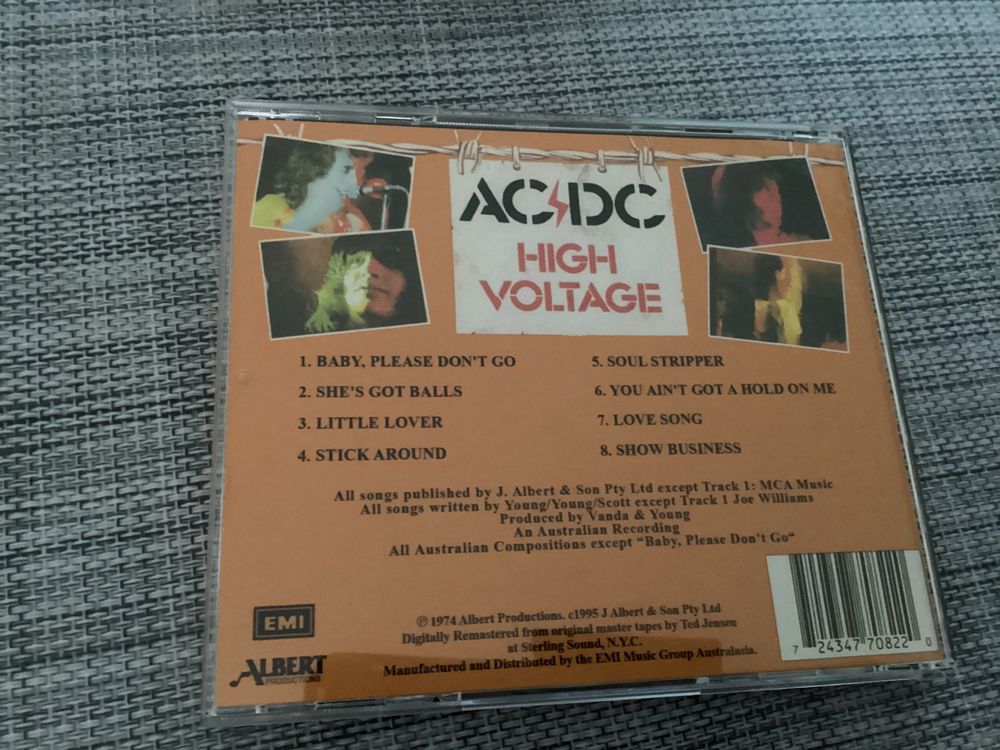 AC DC
HIGH
VOLTAGE
1. BABY, PLEASE DON'T GO
2. SHE'S GOT BALLS
3. LITTLE LOVER
4. STICK AROUND
5. SOUL STRIPPER
6. YOU AIN'T GOT A HOLD ON ME
7. LOVE SONG
8. SHOW BUSINESS
All songs published by J. Albert & Son Pty Ltd except Track 1: MCA Music
All songs written by Young/Young/Scott except Track 1 Joe Williams
Produced by Vanda & Young
An Australian Recording
All Australian Compositions except "Baby, Please Don't Go"
EMI
ALBERT
PRODUCTIONS
℗ 1974 Albert Productions. c1995 J Albert & Son Pty Ltd
Digitally Remastered from original master tapes by Ted Jensen
at Sterling Sound, N.Y.C.
Manufactured and Distributed by the EMI Music Group Australasia.
7 24347 70822 0